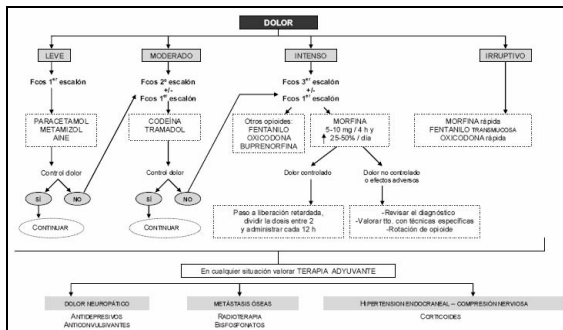 DOLOR
LEVE
MODERADO
INTENSO
IRRUPTIVO
Fcos 1er escalón
Fcos 2º escalón
+/-
Fcos 1er escalón
Fcos 3er escalón
+/-
Fcos 1er escalón
PARACETAMOL
METAMIZOL
AINE
CODEÍNA
TRAMADOL
Otros opioides:
FENTANILO
OXICODONA
BUPRENORFINA
MORFINA
5-10 mg / 4 h y
↑ 25-50% / día
MORFINA rápida
FENTANILO TRANSMUCOSA
OXICODONA rápida
Control dolor
Control dolor
Dolor controlado
Dolor no controlado
o efectos adversos
SÍ
NO
SÍ
NO
CONTINUAR
CONTINUAR
Paso a liberación retardada,
dividir la dosis entre 2
y administrar cada 12 h
-Revisar el diagnóstico
-Valorar tto. con técnicas específicas
-Rotación de opioide
En cualquier situación valorar TERAPIA ADYUVANTE
DOLOR NEUROPÁTICO
METÁSTASIS ÓSEAS
HIPERTENSION ENDOCRANEAL – COMPRESIÓN NERVIOSA
ANTIDEPRESIVOS
ANTICONVULSIVANTES
RADIOTERAPIA
BISFOSFONATOS
CORTICOIDES